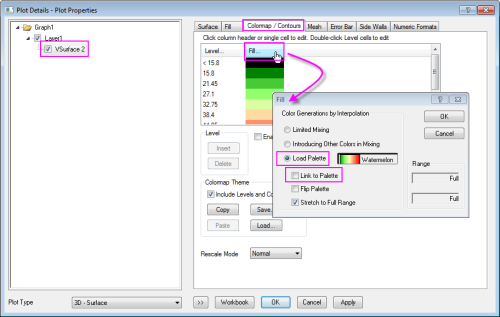 Plot Details - Plot Properties
Graph1
Layer1
VSurface 2
Surface Fill Colormap / Contours Mesh Error Bar Side Walls Numeric Formats
Click column header or single cell to edit. Double-click Level cells to edit.
Level... Fill...
< 15.8
15.8
21.45
27.1
32.75
38.4
Level
Insert
Delete
Ena
Colormap Theme
Include Levels and Co
Copy Save.
Paste Load...
Rescale Mode Normal
Fill
Color Generations by Interpolation
OK
Cancel
Limited Mixing
Introducing Other Colors in Mixing
Load Palette Watermelon
Link to Palette
Flip Palette
Stretch to Full Range
Range
Full
Full
Plot Type 3D - Surface
>> Workbook OK Cancel Apply